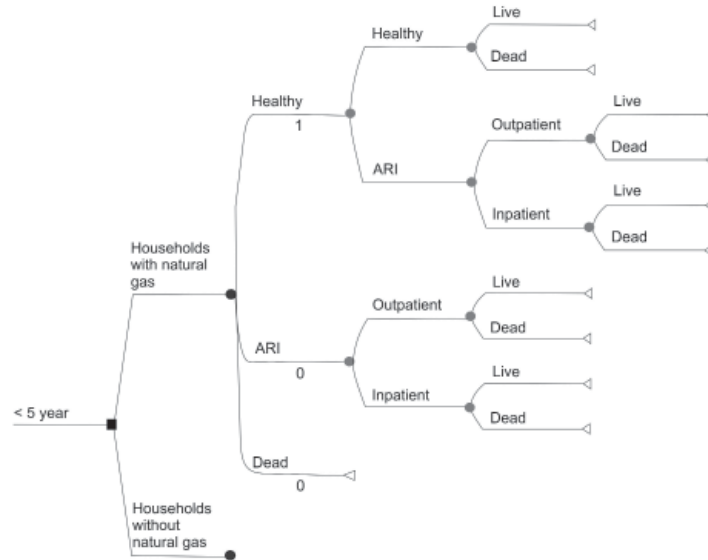 Live
Healthy
Dead
Healthy
1
Live
Outpatient
Dead
ARI
Live
Inpatient
Dead
Households
with natural
gas
Live
Outpatient
Dead
ARI
0
Live
Inpatient
Dead
< 5 year
Dead
0
Households
without
natural gas